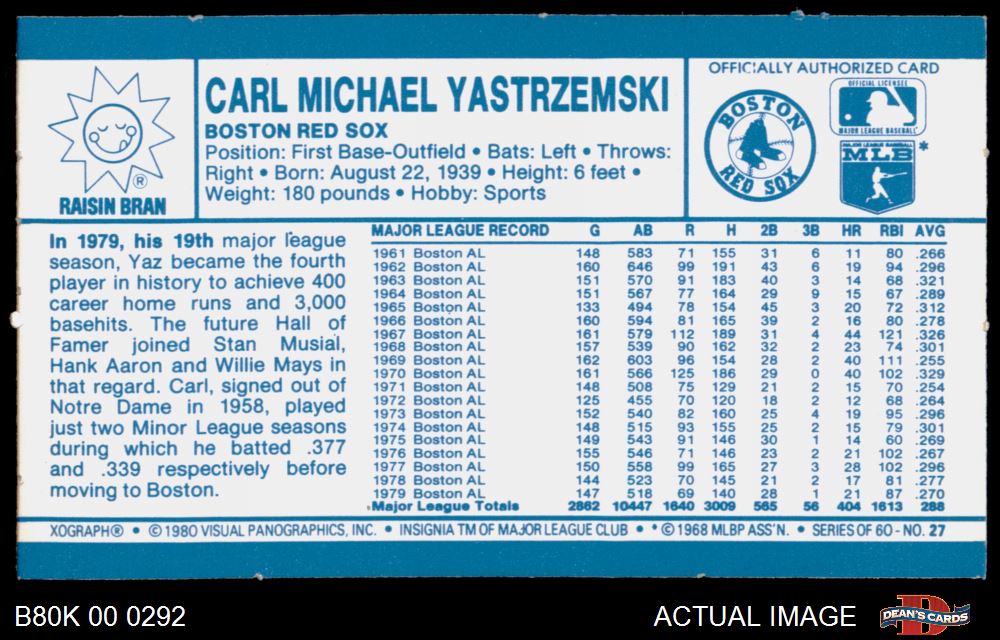 RAISIN BRAN
®
CARL MICHAEL YASTRZEMSKI
BOSTON RED SOX
Position: First Base-Outfield • Bats: Left • Throws:
Right • Born: August 22, 1939 • Height: 6 feet •
Weight: 180 pounds • Hobby: Sports
OFFICIALLY AUTHORIZED CARD
BOSTON
RED SOX
OFFICIAL LICENSEE
MAJOR LEAGUE BASEBALL
MAJOR LEAGUE BASEBALL
MLB *
In 1979, his 19th major league
season, Yaz became the fourth
player in history to achieve 400
career home runs and 3,000
basehits. The future Hall of
Famer joined Stan Musial,
Hank Aaron and Willie Mays in
that regard. Carl, signed out of
Notre Dame in 1958, played
just two Minor League seasons
during which he batted .377
and .339 respectively before
moving to Boston.
MAJOR LEAGUE RECORD G AB R H 2B 3B HR RBI AVG
1961 Boston AL 148 583 71 155 31 6 11 80 .266
1962 Boston AL 160 646 99 191 43 6 19 94 .296
1963 Boston AL 151 570 91 183 40 3 14 68 .321
1964 Boston AL 151 567 77 164 29 9 15 67 .289
1965 Boston AL 133 494 78 154 45 3 20 72 .312
1966 Boston AL 160 594 81 165 39 2 16 80 .278
1967 Boston AL 161 579 112 189 31 4 44 121 .326
1968 Boston AL 157 539 90 162 32 2 23 74 .301
1969 Boston AL 162 603 96 154 28 2 40 111 .255
1970 Boston AL 161 566 125 186 29 0 40 102 .329
1971 Boston AL 148 508 75 129 21 2 15 70 .254
1972 Boston AL 125 455 70 120 18 2 12 68 .264
1973 Boston AL 152 540 82 160 25 4 19 95 .296
1974 Boston AL 148 515 93 155 25 2 15 79 .301
1975 Boston AL 149 543 91 146 30 1 14 60 .269
1976 Boston AL 155 546 71 146 23 2 21 102 .267
1977 Boston AL 150 558 99 165 27 3 28 102 .296
1978 Boston AL 144 523 70 145 21 2 17 81 .277
1979 Boston AL 147 518 69 140 28 1 21 87 .270
Major League Totals 2862 10447 1640 3009 565 56 404 1613 288
XOGRAPH® • © 1980 VISUAL PANOGRAPHICS, INC. • INSIGNIA TM OF MAJOR LEAGUE CLUB • * © 1968 MLBP ASS'N. • SERIES OF 60 - NO. 27
B80K 00 0292
ACTUAL IMAGE
DEAN'S CARDS